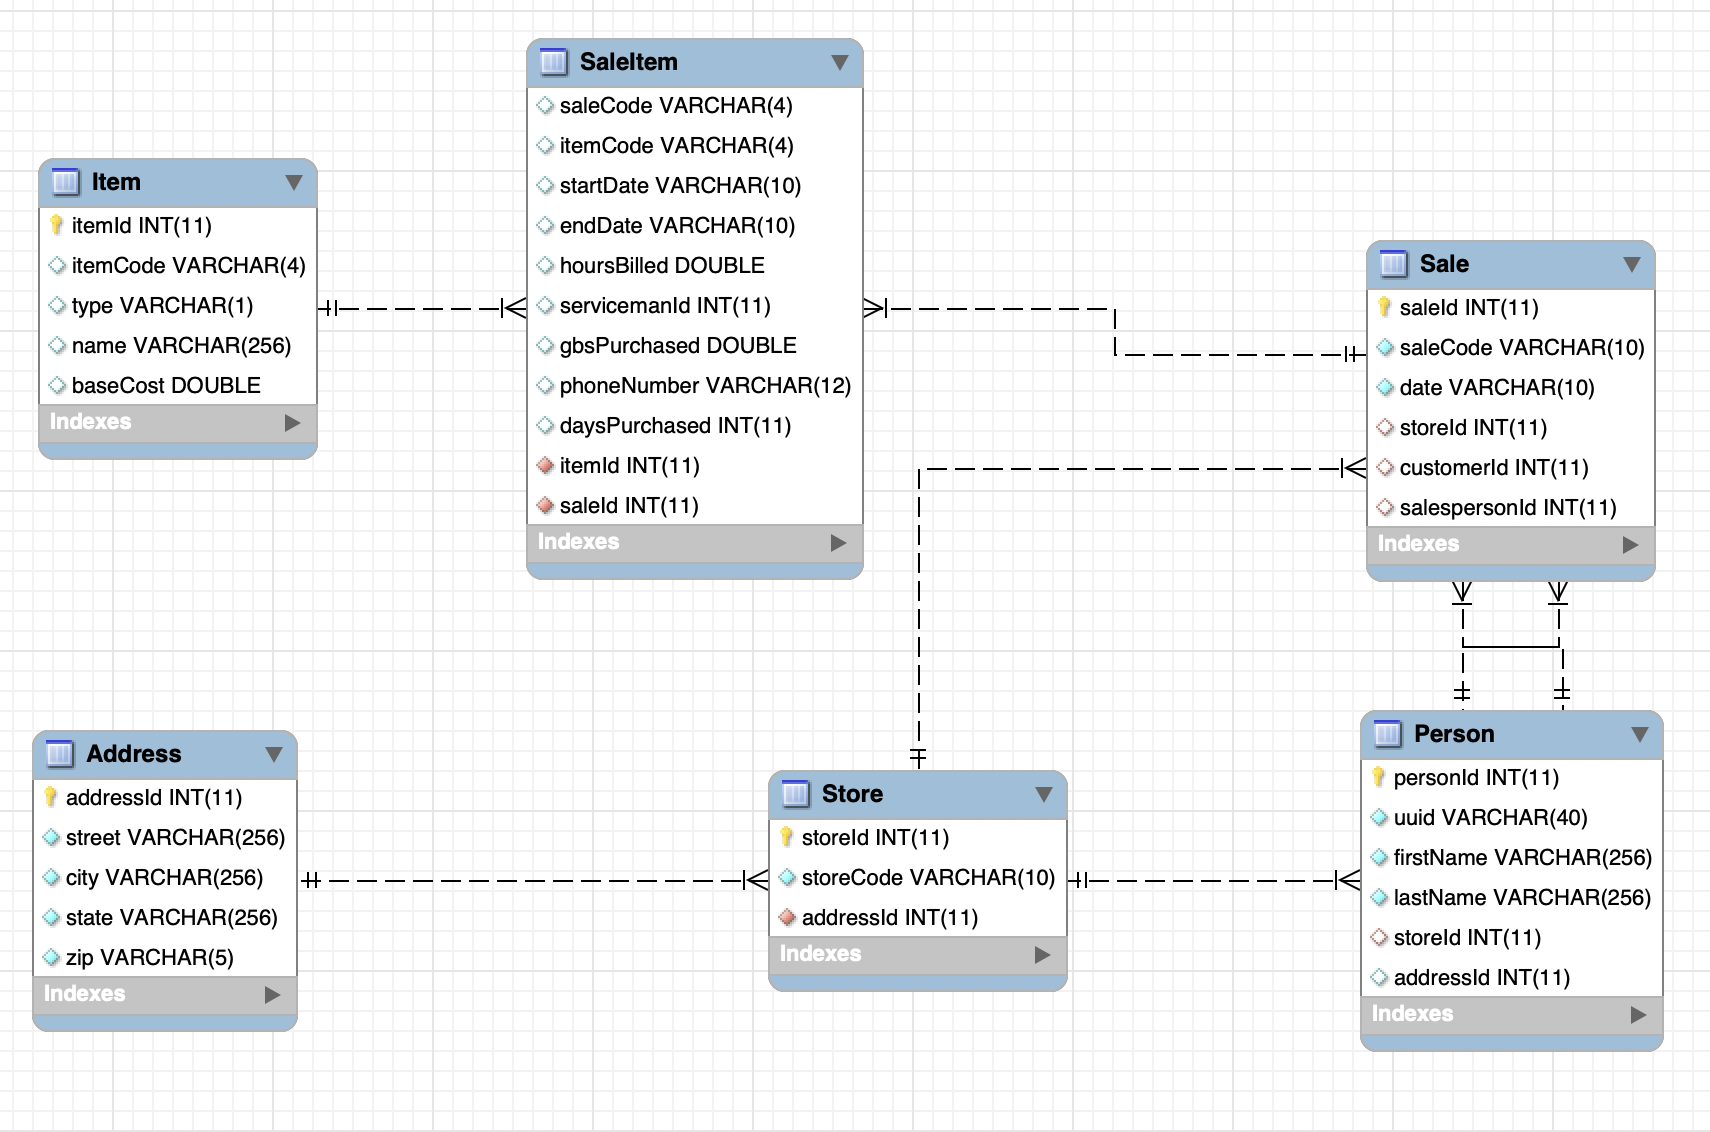 SaleItem
saleCode VARCHAR(4)
itemCode VARCHAR(4)
startDate VARCHAR(10)
endDate VARCHAR(10)
hoursBilled DOUBLE
servicemanId INT(11)
gbsPurchased DOUBLE
phoneNumber VARCHAR(12)
daysPurchased INT(11)
itemId INT(11)
saleId INT(11)
Indexes
Item
itemId INT(11)
itemCode VARCHAR(4)
type VARCHAR(1)
name VARCHAR(256)
baseCost DOUBLE
Indexes
Sale
saleId INT(11)
saleCode VARCHAR(10)
date VARCHAR(10)
storeId INT(11)
customerId INT(11)
salespersonId INT(11)
Indexes
Address
addressId INT(11)
street VARCHAR(256)
city VARCHAR(256)
state VARCHAR(256)
zip VARCHAR(5)
Indexes
Store
storeId INT(11)
storeCode VARCHAR(10)
addressId INT(11)
Indexes
Person
personId INT(11)
uuid VARCHAR(40)
firstName VARCHAR(256)
lastName VARCHAR(256)
storeId INT(11)
addressId INT(11)
Indexes